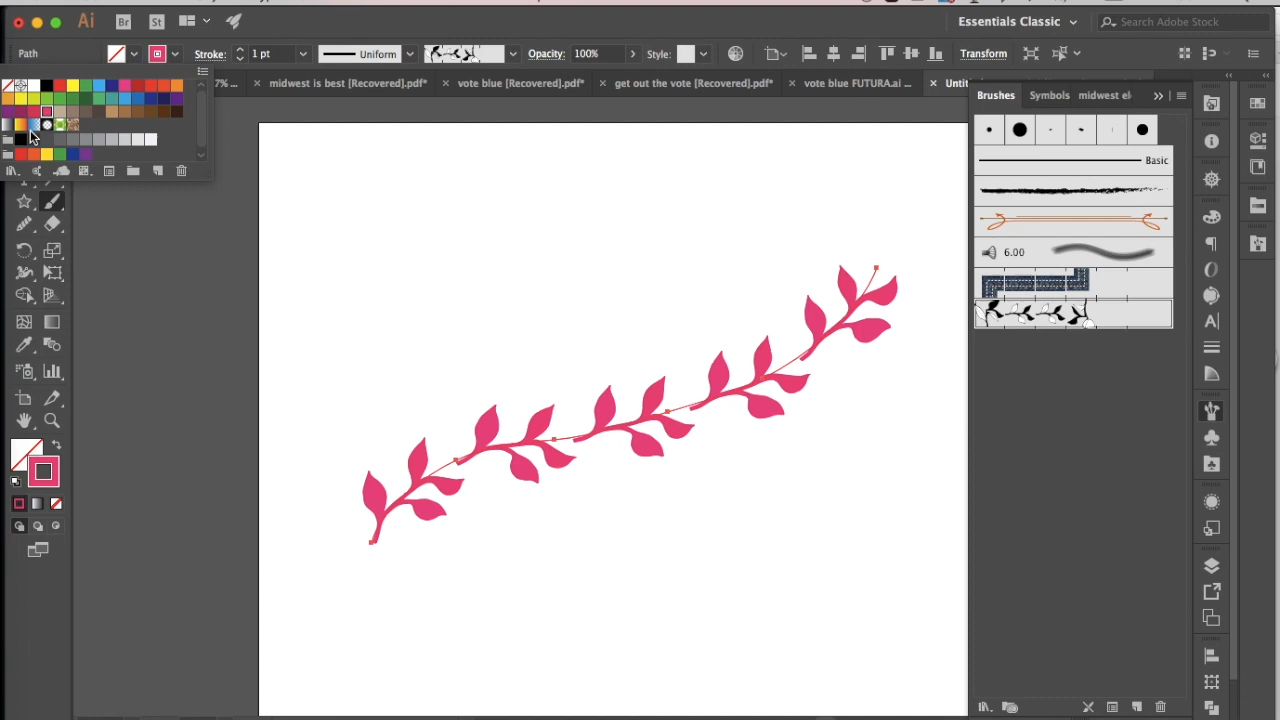 Ai Br St Essentials Classic Search Adobe Stock
Path Stroke: 1 pt Uniform Opacity: 100% Style: Transform
7% ... × midwest is best [Recovered].pdf* × vote blue [Recovered].pdf* × get out the vote [Recovered].pdf* × vote blue FUTURA.ai ... × Unti
Brushes Symbols midwest el
Basic
6.00